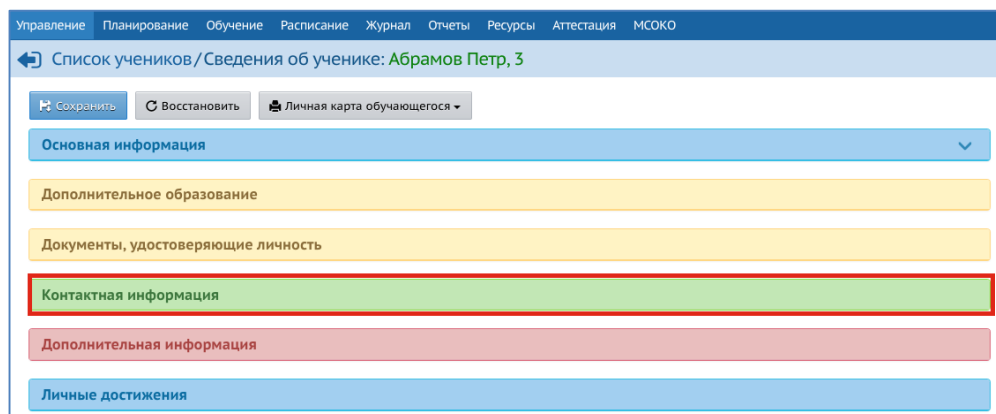 Управление Планирование Обучение Расписание Журнал Отчеты Ресурсы Аттестация МСОКО
Список учеников/Сведения об ученике: Абрамов Петр, 3
Сохранить Восстановить Личная карта обучающегося
Основная информация
Дополнительное образование
Документы, удостоверяющие личность
Контактная информация
Дополнительная информация
Личные достижения